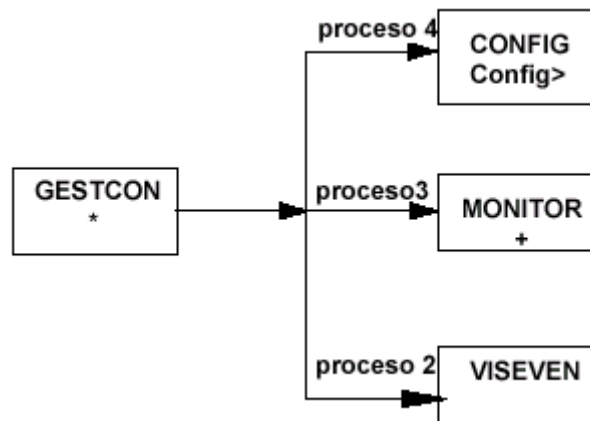 proceso 4
CONFIG
Config>
GESTCON
*
proceso3
MONITOR
+
proceso 2
VISEVEN